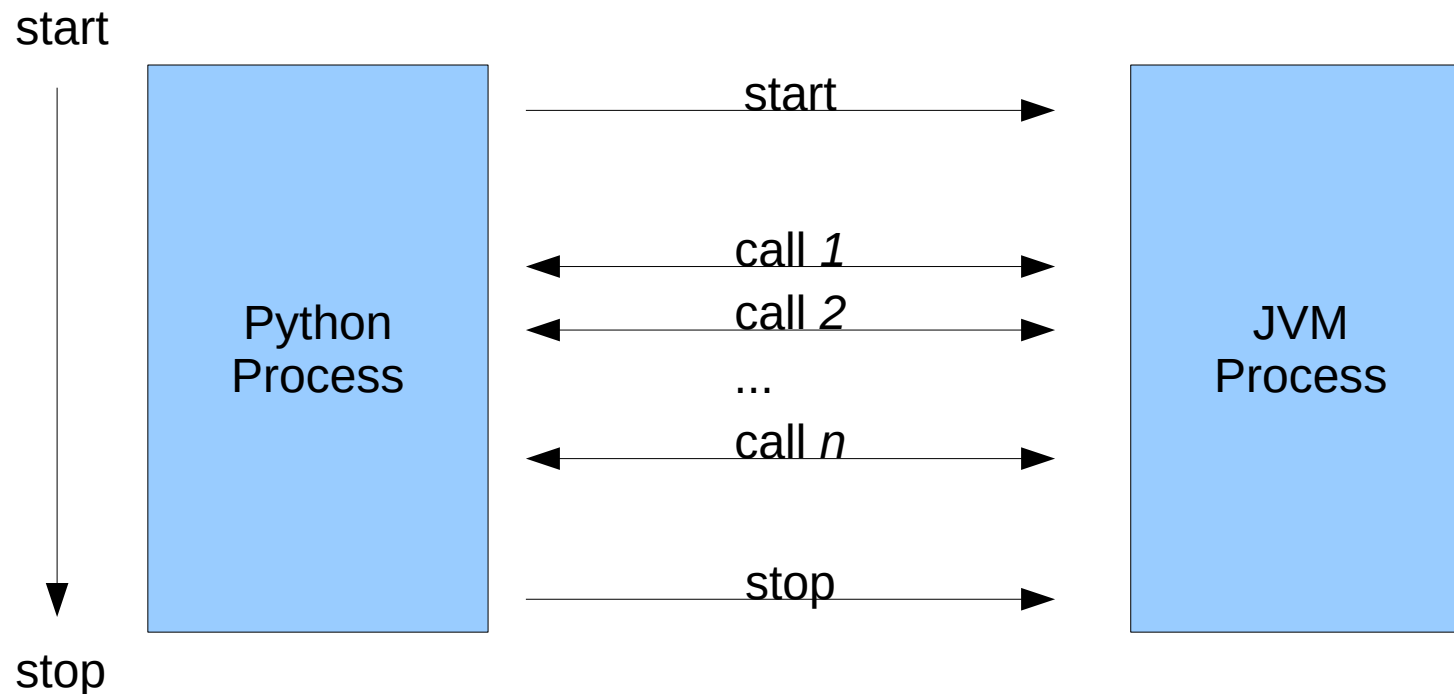 start
start
call 1
call 2
...
call n
stop
Python
Process
JVM
Process
stop